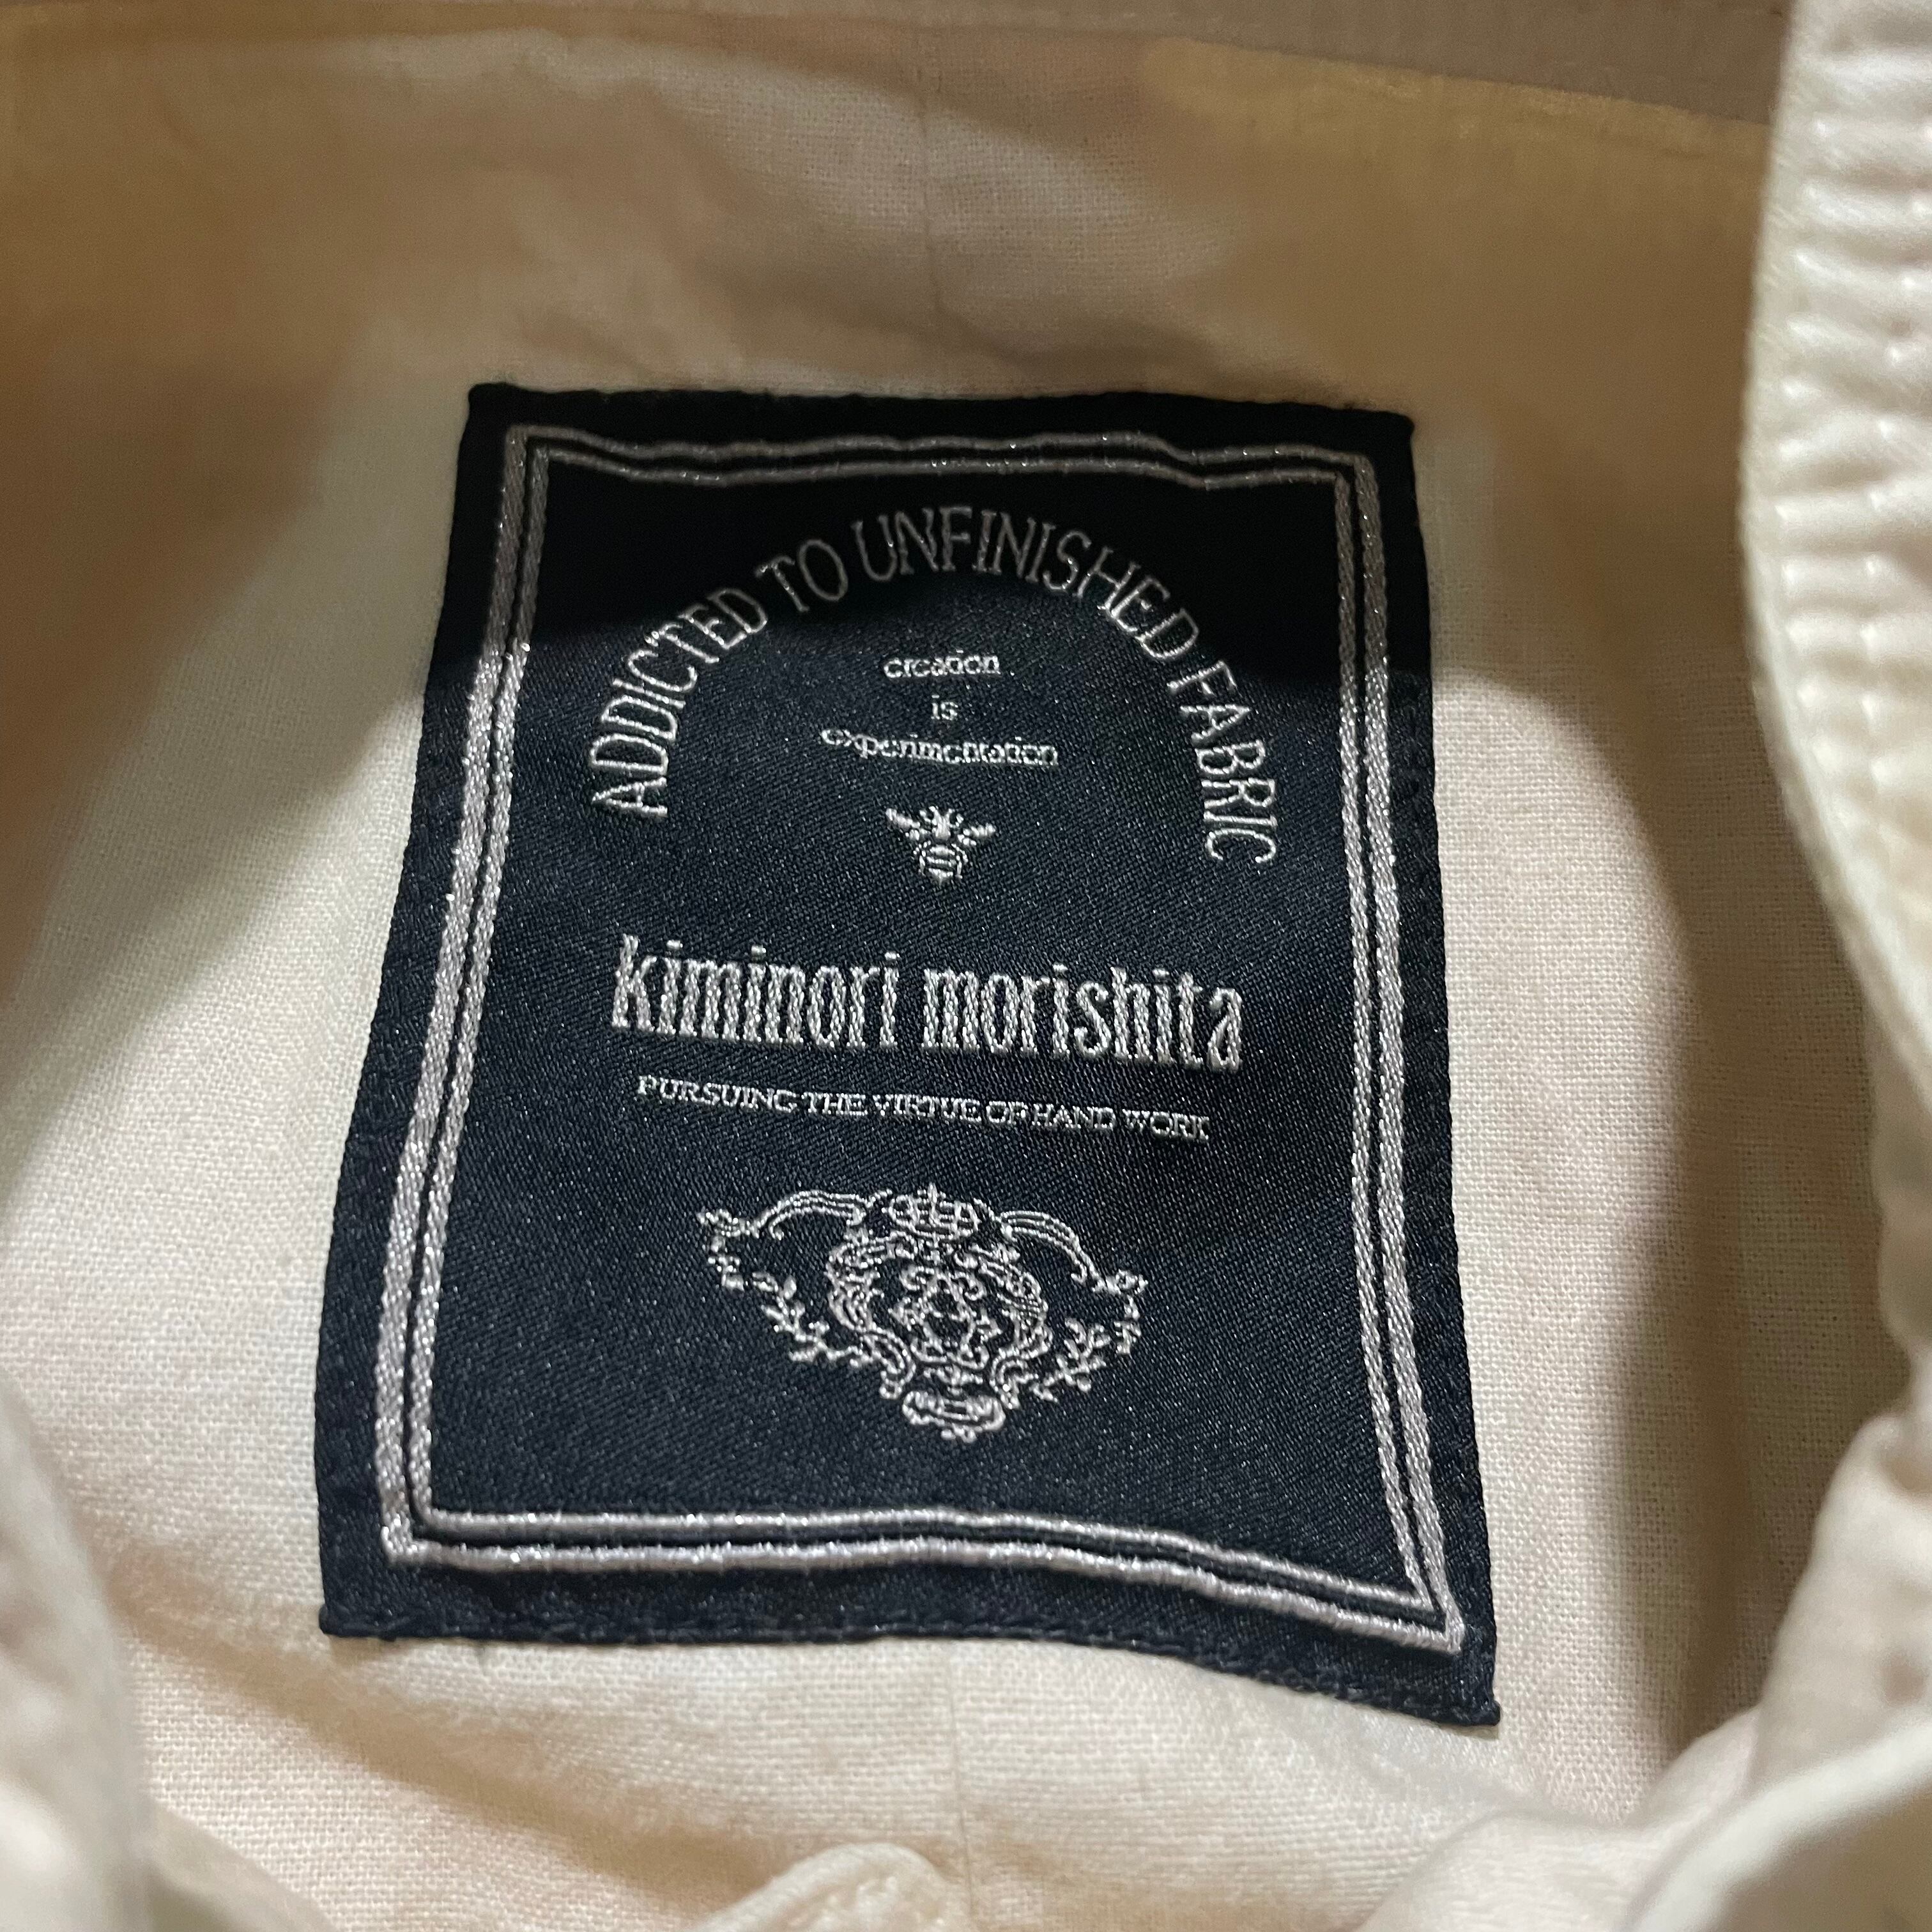 ADDICTED TO UNFINISHED FABRIC
creation
is
experimentation
kiminori morishita
PURSUING THE VIRTUE OF HAND WORK